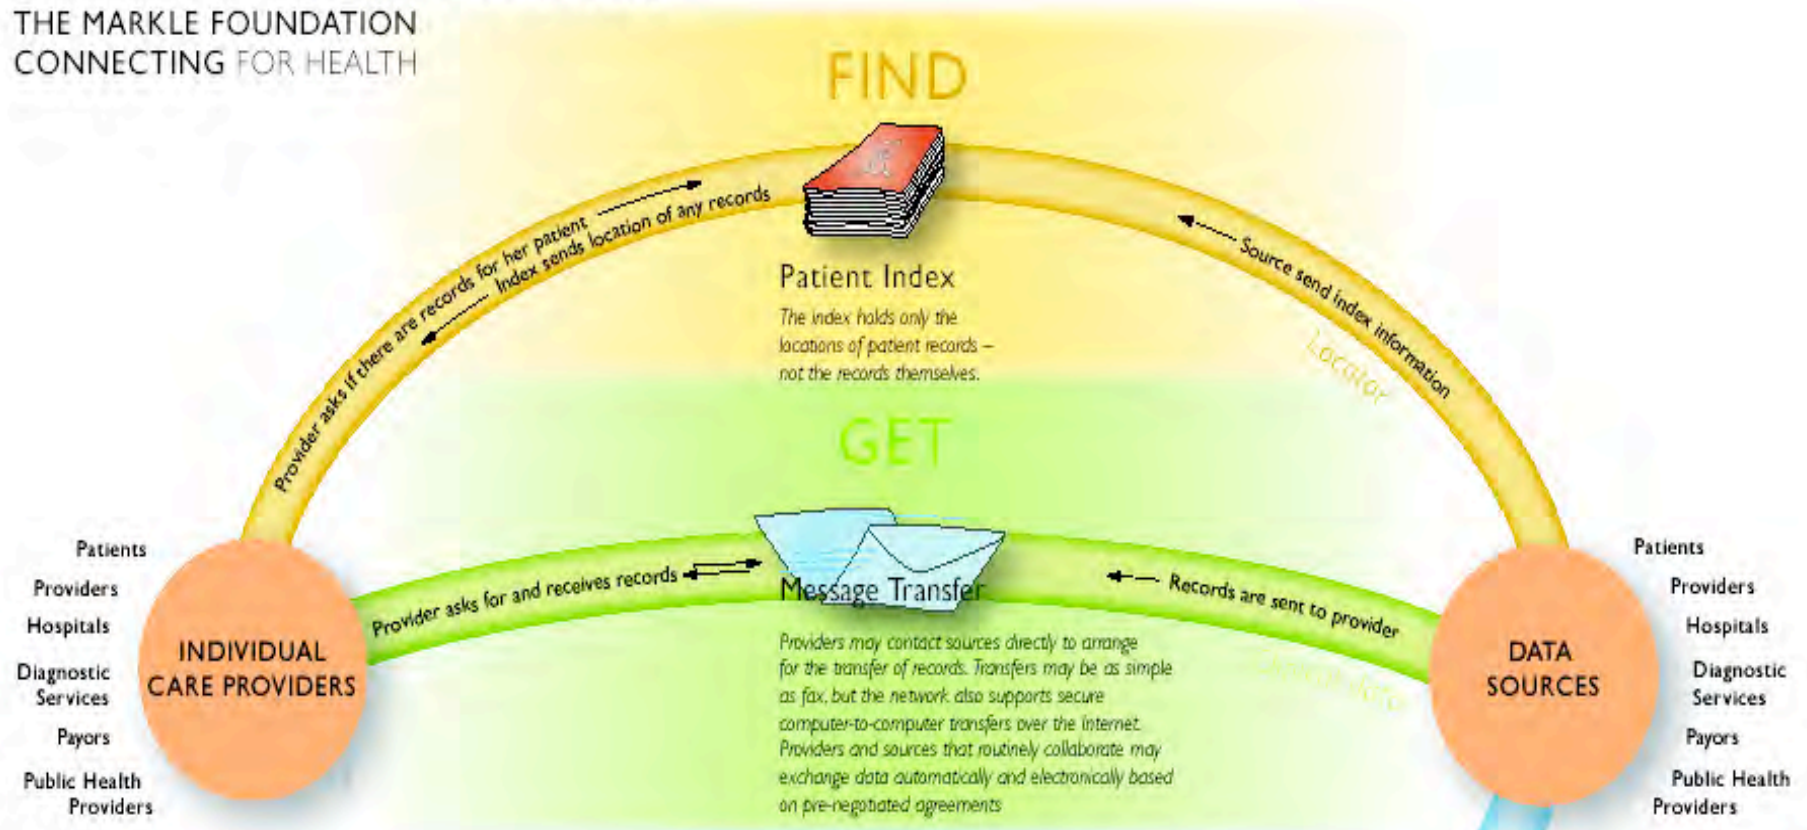 THE MARKLE FOUNDATION
CONNECTING FOR HEALTH
FIND
Provider asks if there are records for her patient
Index sends location of any records
Source send index information
Locator
Patient Index
The index holds only the
locations of patient records –
not the records themselves.
GET
Provider asks for and receives records
Message Transfer
Records are sent to provider
Providers may contact sources directly to arrange
for the transfer of records. Transfers may be as simple
as fax, but the network also supports secure
computer-to-computer transfers over the Internet.
Providers and sources that routinely collaborate may
exchange data automatically and electronically based
on pre-negotiated agreements
Patients
Providers
Hospitals
Diagnostic
Services
Payors
Public Health
Providers
INDIVIDUAL
CARE PROVIDERS
DATA
SOURCES
Patients
Providers
Hospitals
Diagnostic
Services
Payors
Public Health
Providers